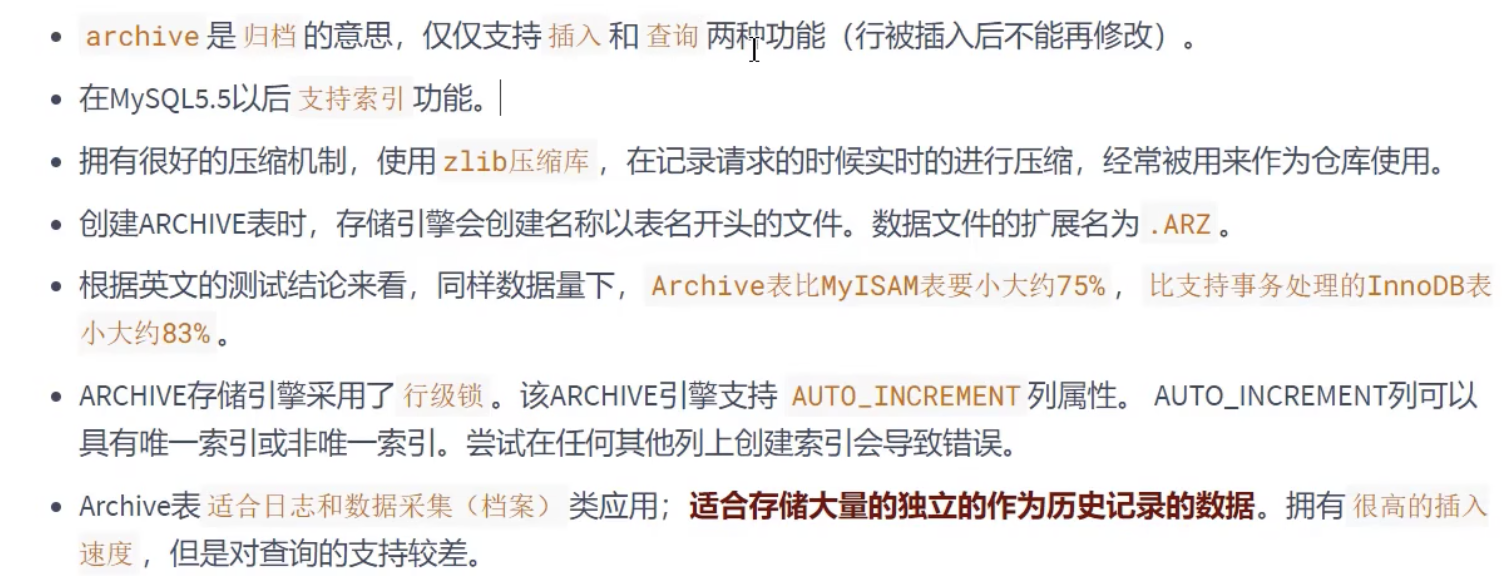 • archive 是 归档 的意思，仅仅支持 插入 和 查询 两种功能（行被插入后不能再修改）。
• 在MySQL5.5以后 支持索引 功能。
• 拥有很好的压缩机制，使用 zlib压缩库 ，在记录请求的时候实时的进行压缩，经常被用来作为仓库使用。
• 创建ARCHIVE表时，存储引擎会创建名称以表名开头的文件。数据文件的扩展名为 .ARZ 。
• 根据英文的测试结论来看，同样数据量下， Archive表比MyISAM表要小大约75% ， 比支持事务处理的InnoDB表
小大约83% 。
• ARCHIVE存储引擎采用了 行级锁 。该ARCHIVE引擎支持 AUTO_INCREMENT 列属性。 AUTO_INCREMENT列可以
具有唯一索引或非唯一索引。尝试在任何其他列上创建索引会导致错误。
• Archive表 适合日志和数据采集（档案） 类应用；适合存储大量的独立的作为历史记录的数据。拥有 很高的插入
速度 ，但是对查询的支持较差。